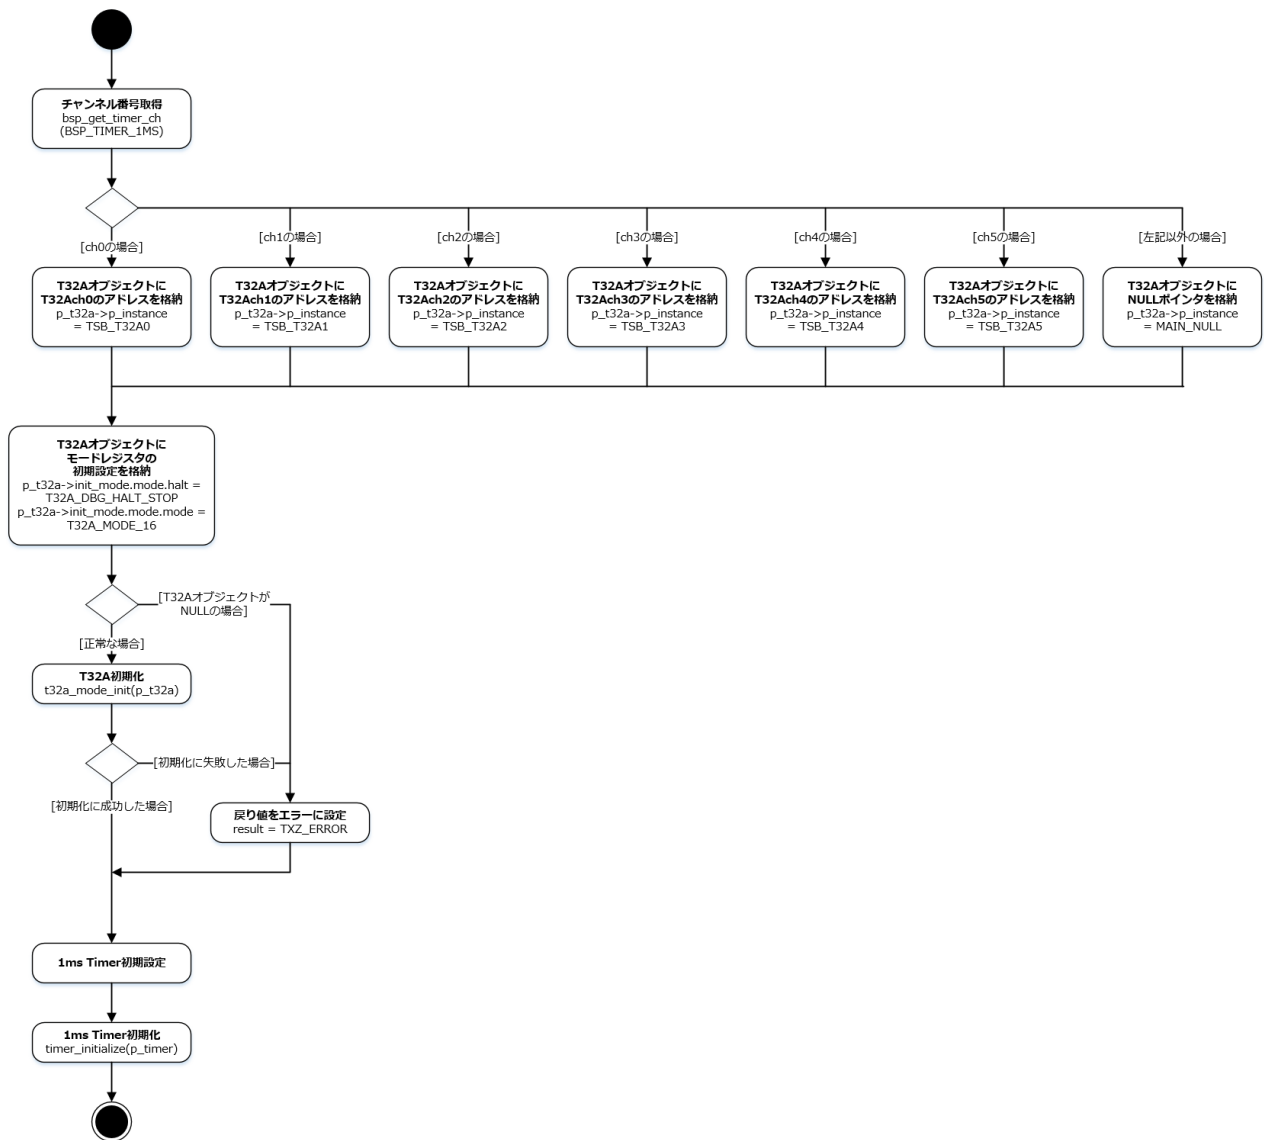 チャンネル番号取得
bsp_get_timer_ch
(BSP_TIMER_1MS)
[ch0の場合]
[ch1の場合]
[ch2の場合]
[ch3の場合]
[ch4の場合]
[ch5の場合]
[左記以外の場合]
T32Aオブジェクトに
T32Ach0のアドレスを格納
p_t32a->p_instance
= TSB_T32A0
T32Aオブジェクトに
T32Ach1のアドレスを格納
p_t32a->p_instance
= TSB_T32A1
T32Aオブジェクトに
T32Ach2のアドレスを格納
p_t32a->p_instance
= TSB_T32A2
T32Aオブジェクトに
T32Ach3のアドレスを格納
p_t32a->p_instance
= TSB_T32A3
T32Aオブジェクトに
T32Ach4のアドレスを格納
p_t32a->p_instance
= TSB_T32A4
T32Aオブジェクトに
T32Ach5のアドレスを格納
p_t32a->p_instance
= TSB_T32A5
T32Aオブジェクトに
NULLポインタを格納
p_t32a->p_instance
= MAIN_NULL
T32Aオブジェクトに
モードレジスタの
初期設定を格納
p_t32a->init_mode.mode.halt =
T32A_DBG_HALT_STOP
p_t32a->init_mode.mode.mode =
T32A_MODE_16
[T32Aオブジェクトが
NULLの場合]
[正常な場合]
T32A初期化
t32a_mode_init(p_t32a)
[初期化に失敗した場合]
[初期化に成功した場合]
戻り値をエラーに設定
result = TXZ_ERROR
1ms Timer初期設定
1ms Timer初期化
timer_initialize(p_timer)